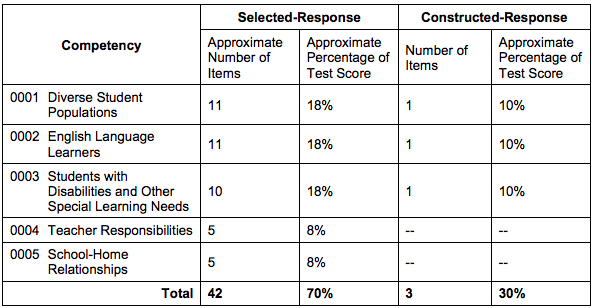 Competency
Selected-Response
Constructed-Response
Approximate
Number of
Items
Approximate
Percentage of
Test Score
Number of
Items
Approximate
Percentage of
Test Score
0001 Diverse Student
Populations
11
18%
1
10%
0002 English Language
Learners
11
18%
1
10%
0003 Students with
Disabilities and Other
Special Learning Needs
10
18%
1
10%
0004 Teacher Responsibilities
5
8%
--
--
0005 School-Home
Relationships
5
8%
--
--
Total
42
70%
3
30%